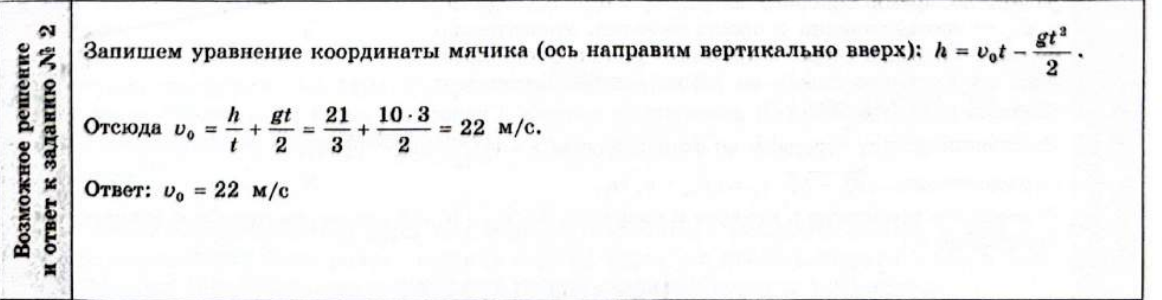 Возможное решение
и ответ к заданию № 2
Запишем уравнение координаты мячика (ось направим вертикально вверх): h = v₀t − gt²/2 .
Отсюда v₀ = h/t + gt/2 = 21/3 + 10 · 3/2 = 22 м/с.
Ответ: v₀ = 22 м/с